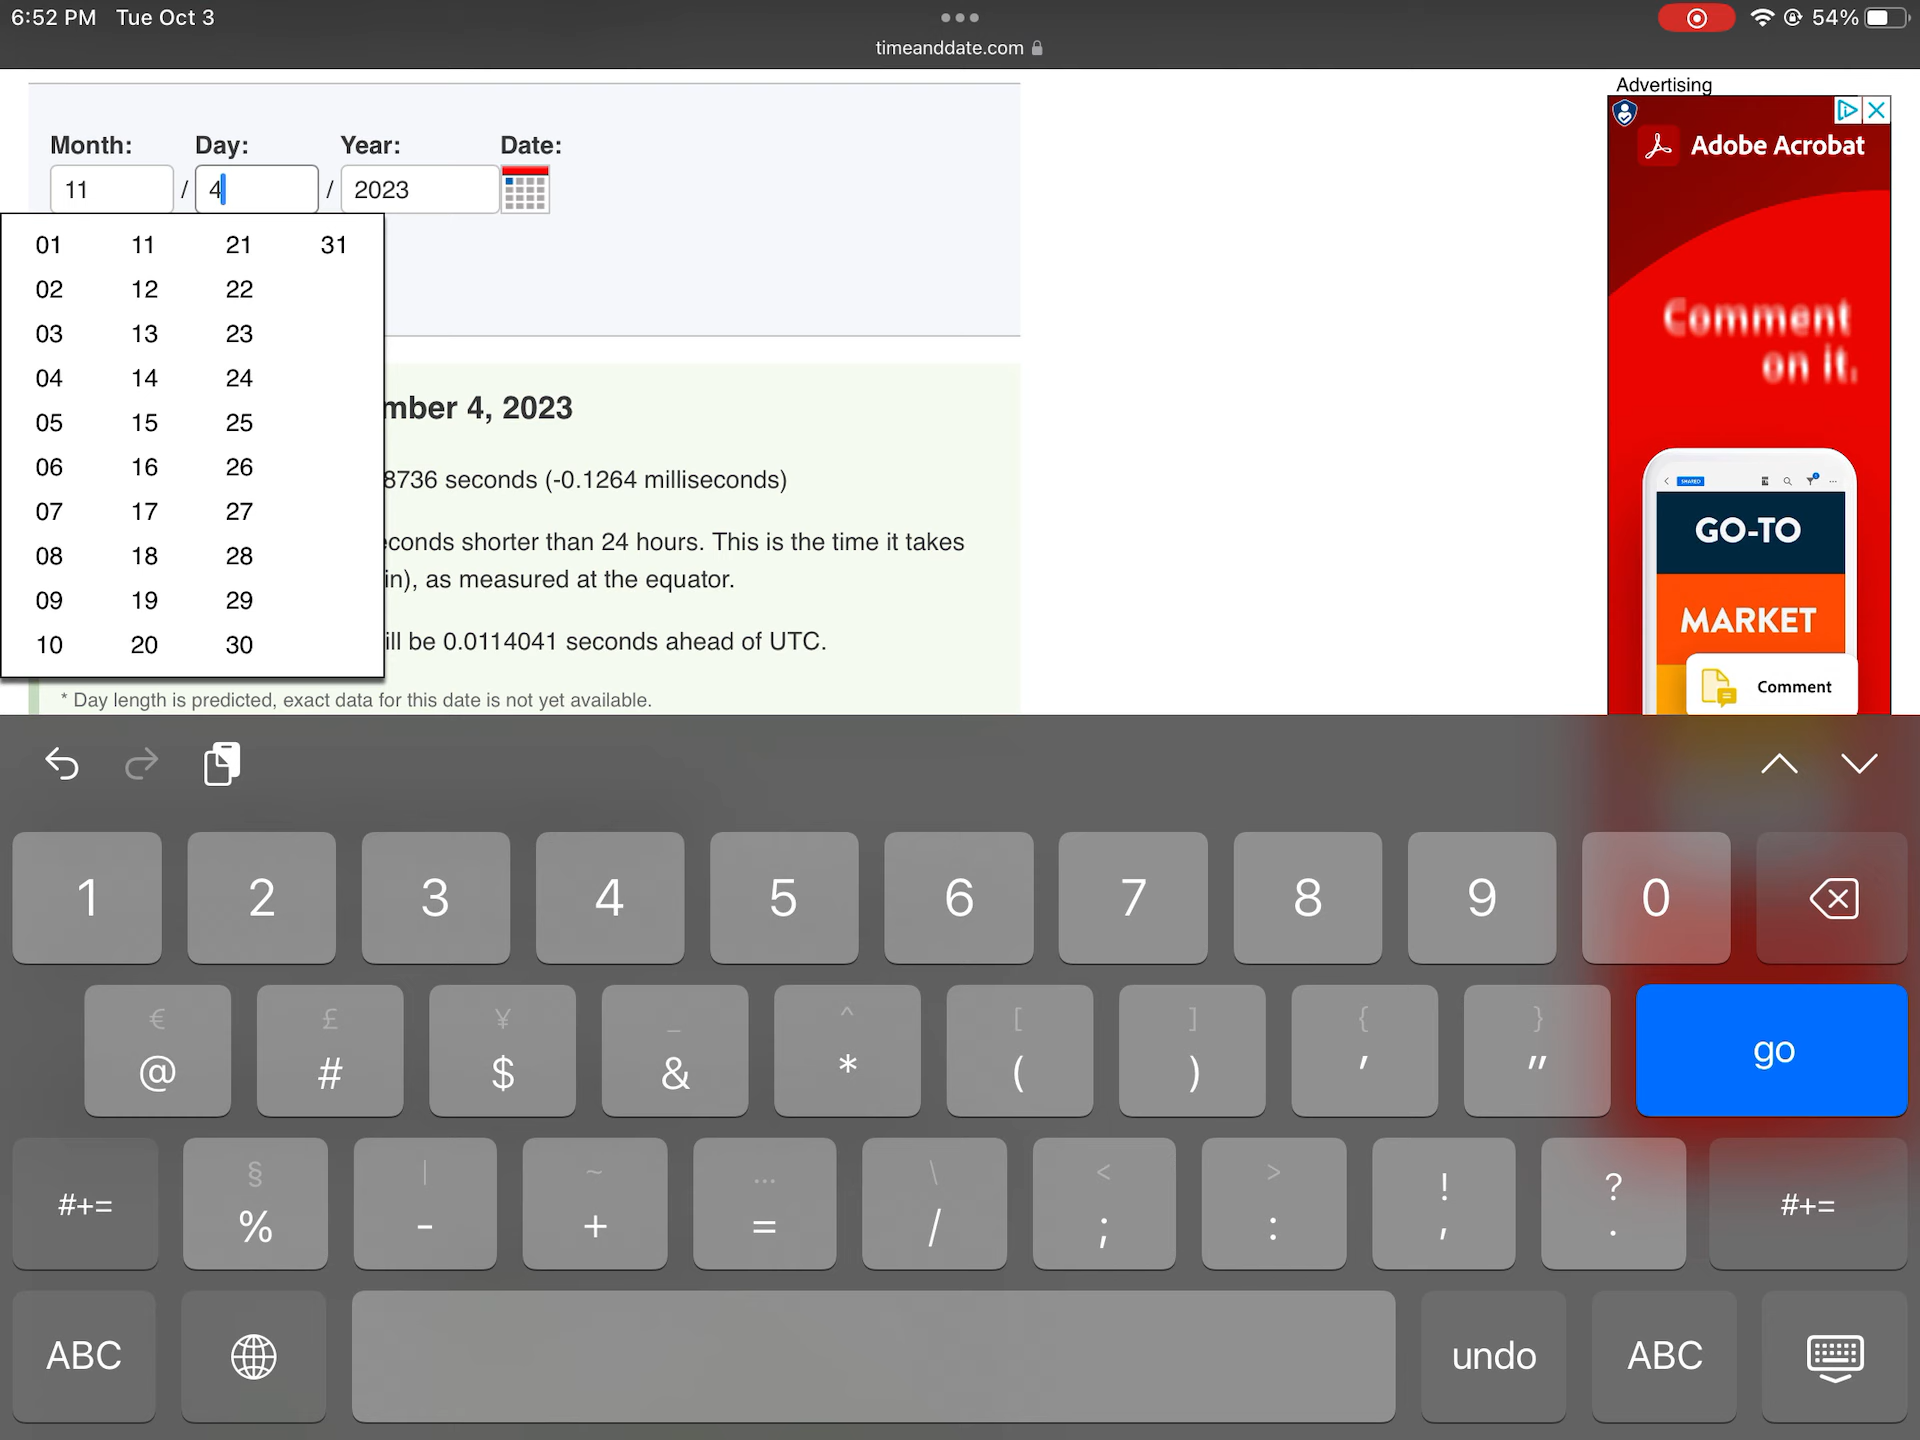 6:52 PM Tue Oct 3
54%
timeanddate.com
Advertising
Month: Day: Year: Date:
11 / 4 / 2023
01 11 21 31
02 12 22
03 13 23
04 14 24
05 15 25
06 16 26
07 17 27
08 18 28
09 19 29
10 20 30
mber 4, 2023
8736 seconds (-0.1264 milliseconds)
econds shorter than 24 hours. This is the time it takes
in), as measured at the equator.
ill be 0.0114041 seconds ahead of UTC.
* Day length is predicted, exact data for this date is not yet available.
Adobe Acrobat
Comment
on it.
SHARED
GO-TO
MARKET
Comment
1 2 3 4 5 6 7 8 9 0
€ £ ¥ _ ^ [ ] { }
@ # $ & * ( ) ' "
go
§ | ~ … \ < > ! ?
#+= % - + = / ; : , . #+=
ABC undo ABC